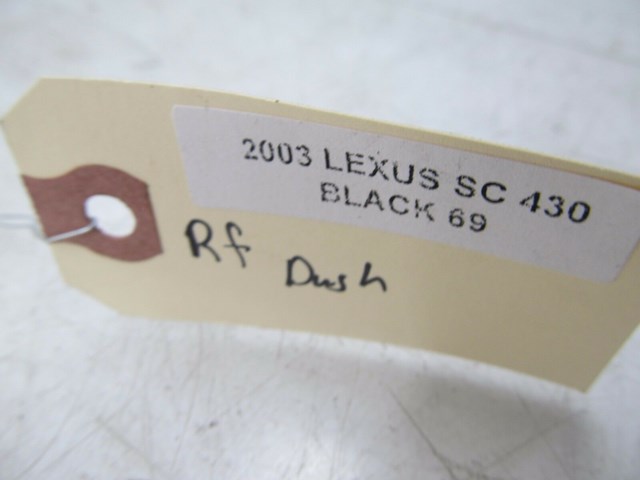 2003 LEXUS SC 430
BLACK 69
Rf
Dush